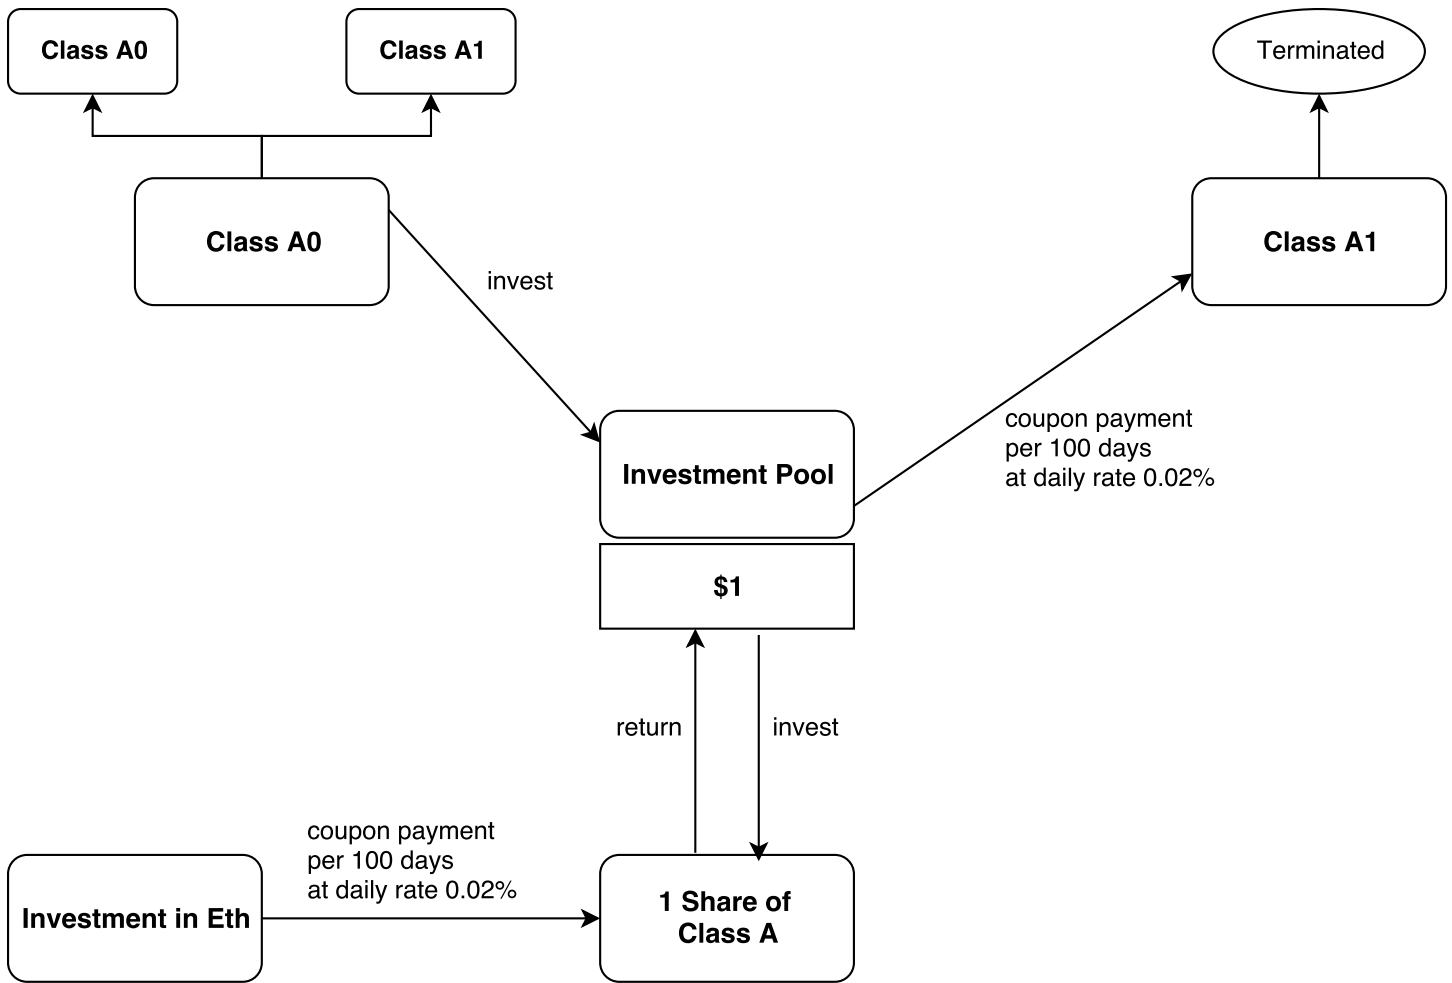 Class A0
Class A1
Terminated
Class A0
Class A1
invest
coupon payment
per 100 days
at daily rate 0.02%
Investment Pool
$1
return
invest
coupon payment
per 100 days
at daily rate 0.02%
Investment in Eth
1 Share of
Class A